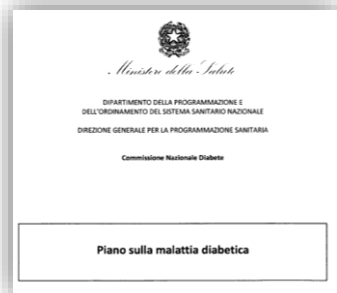 Ministero della Salute
DIPARTIMENTO DELLA PROGRAMMAZIONE E
DELL'ORDINAMENTO DEL SISTEMA SANITARIO NAZIONALE
DIREZIONE GENERALE PER LA PROGRAMMAZIONE SANITARIA
Commissione Nazionale Diabete
Piano sulla malattia diabetica